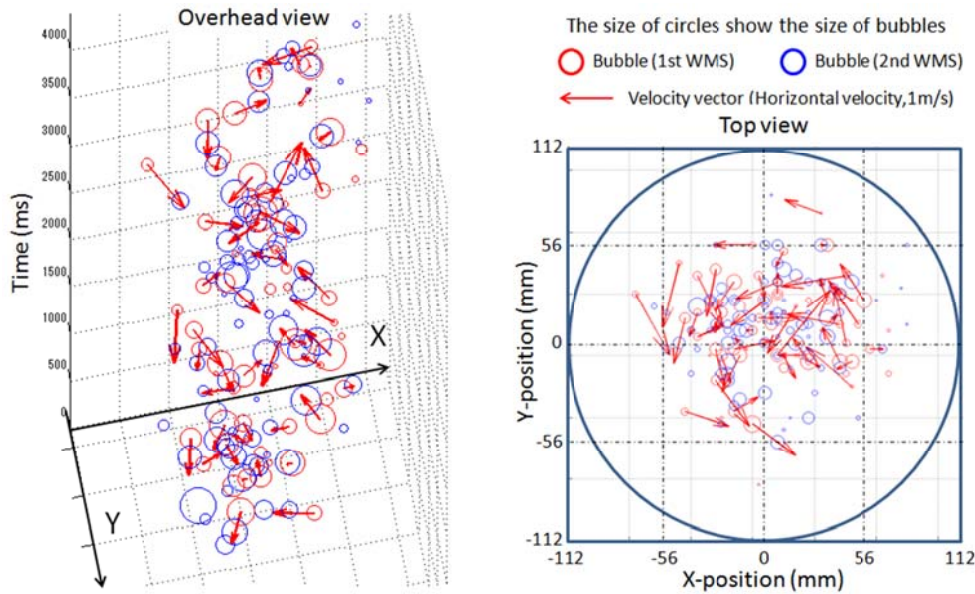 Overhead view
4000
3500
3000
2500
2000
1500
1000
500
0
Time (ms)
X
Y
The size of circles show the size of bubbles
Bubble (1st WMS)
Bubble (2nd WMS)
Velocity vector (Horizontal velocity,1m/s)
Top view
112
56
0
-56
-112
Y-position (mm)
-112
-56
0
56
112
X-position (mm)